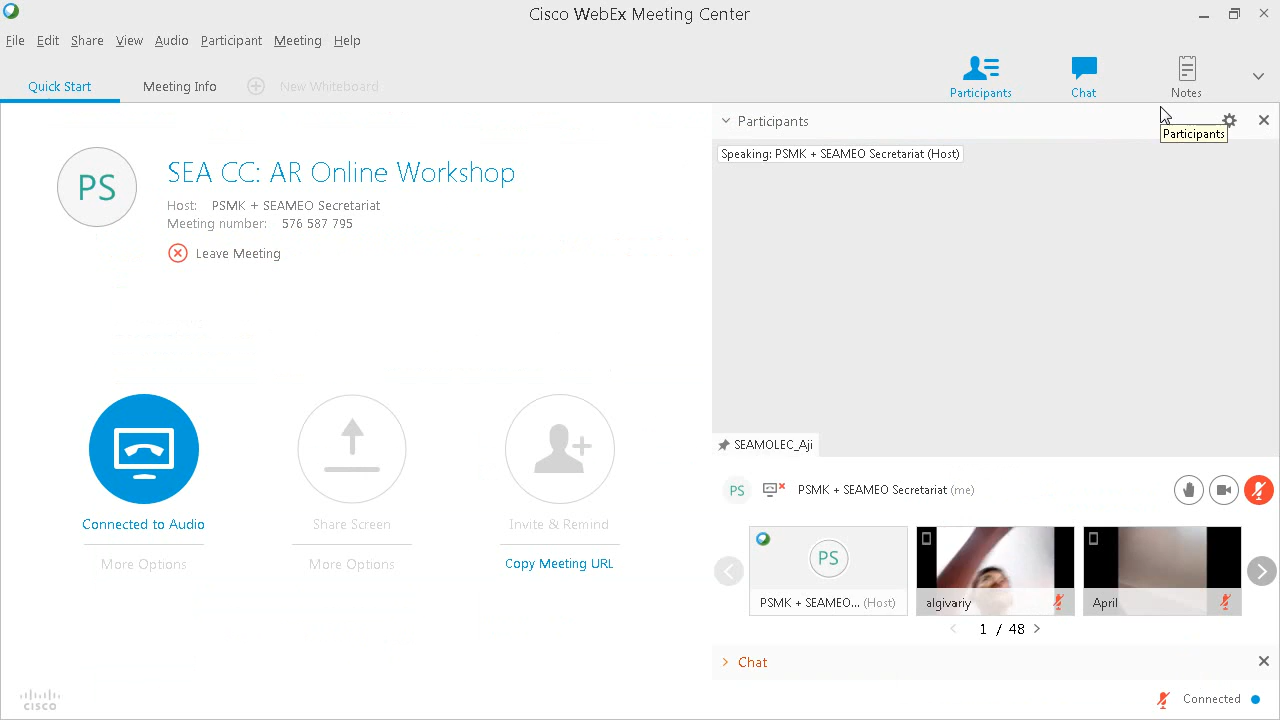 Cisco WebEx Meeting Center
File Edit Share View Audio Participant Meeting Help
Quick Start Meeting Info New Whiteboard
Participants Chat Notes
Participants
Participants
Speaking: PSMK + SEAMEO Secretariat (Host)
PS
SEA CC: AR Online Workshop
Host: PSMK + SEAMEO Secretariat
Meeting number: 576 587 795
Leave Meeting
Connected to Audio
More Options
Share Screen
More Options
Invite & Remind
Copy Meeting URL
SEAMOLEC_Aji
PS PSMK + SEAMEO Secretariat (me)
PS
PSMK + SEAMEO... (Host)
algivariy
April
1 / 48
Chat
Connected
cisco